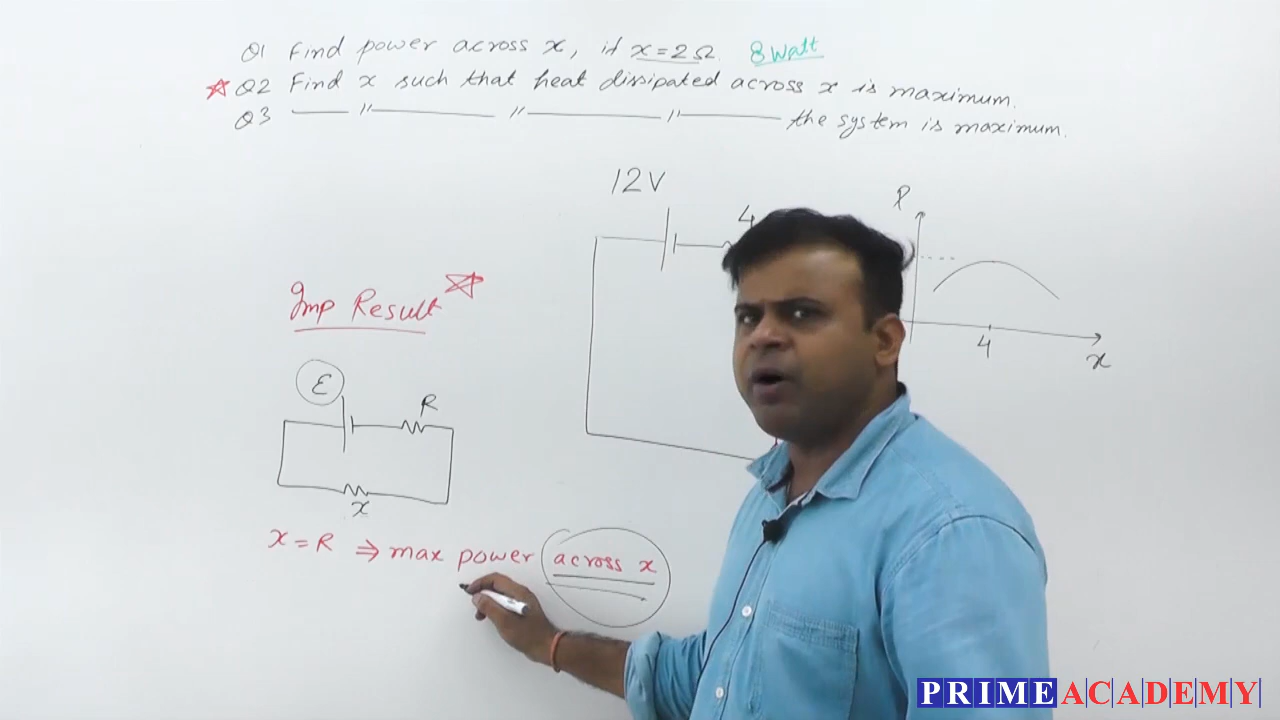 Q1 Find power across x, if x=2Ω. 8 Watt
Q2 Find x such that heat dissipated across x is maximum.
Q3 —— " —— " —— " —— the system is maximum.
12V
4
P
4
x
Imp Result
ε
R
x
x = R ⇒ max power across x
PRIME ACADEMY